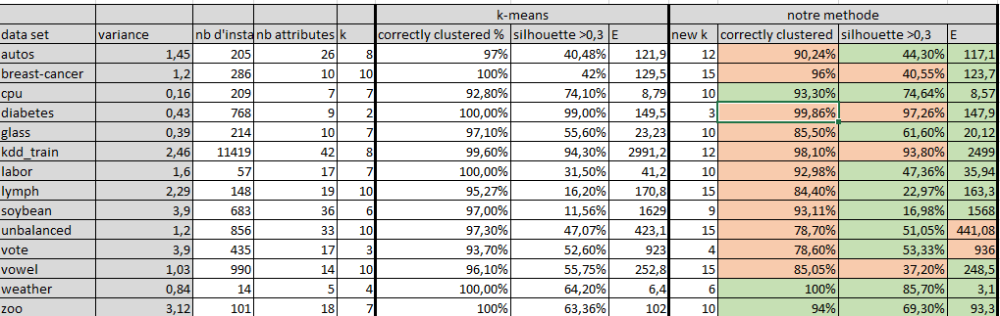 k-means notre methode
data set variance nb d'insta nb attributes k correctly clustered % silhouette >0,3 E new k correctly clustered silhouette >0,3 E
autos 1,45 205 26 8 97% 40,48% 121,9 12 90,24% 44,30% 117,1
breast-cancer 1,2 286 10 10 100% 42% 129,5 15 96% 40,55% 123,7
cpu 0,16 209 7 7 92,80% 74,10% 8,79 10 93,30% 74,64% 8,57
diabetes 0,43 768 9 2 100,00% 99,00% 149,5 3 99,86% 97,26% 147,9
glass 0,39 214 10 7 97,10% 55,60% 23,23 10 85,50% 61,60% 20,12
kdd_train 2,46 11419 42 8 99,60% 94,30% 2991,2 12 98,10% 93,80% 2499
labor 1,6 57 17 7 100,00% 31,50% 41,2 10 92,98% 47,36% 35,94
lymph 2,29 148 19 10 95,27% 16,20% 170,8 15 84,40% 22,97% 163,3
soybean 3,9 683 36 6 97,00% 11,56% 1629 9 93,11% 16,98% 1568
unbalanced 1,2 856 33 10 97,30% 47,07% 423,1 15 78,70% 51,05% 441,08
vote 3,9 435 17 3 93,70% 52,60% 923 4 78,60% 53,33% 936
vowel 1,03 990 14 10 96,10% 55,75% 252,8 15 85,05% 37,20% 248,5
weather 0,84 14 5 4 100,00% 64,20% 6,4 6 100% 85,70% 3,1
zoo 3,12 101 18 7 100% 63,36% 102 10 94% 69,30% 93,3